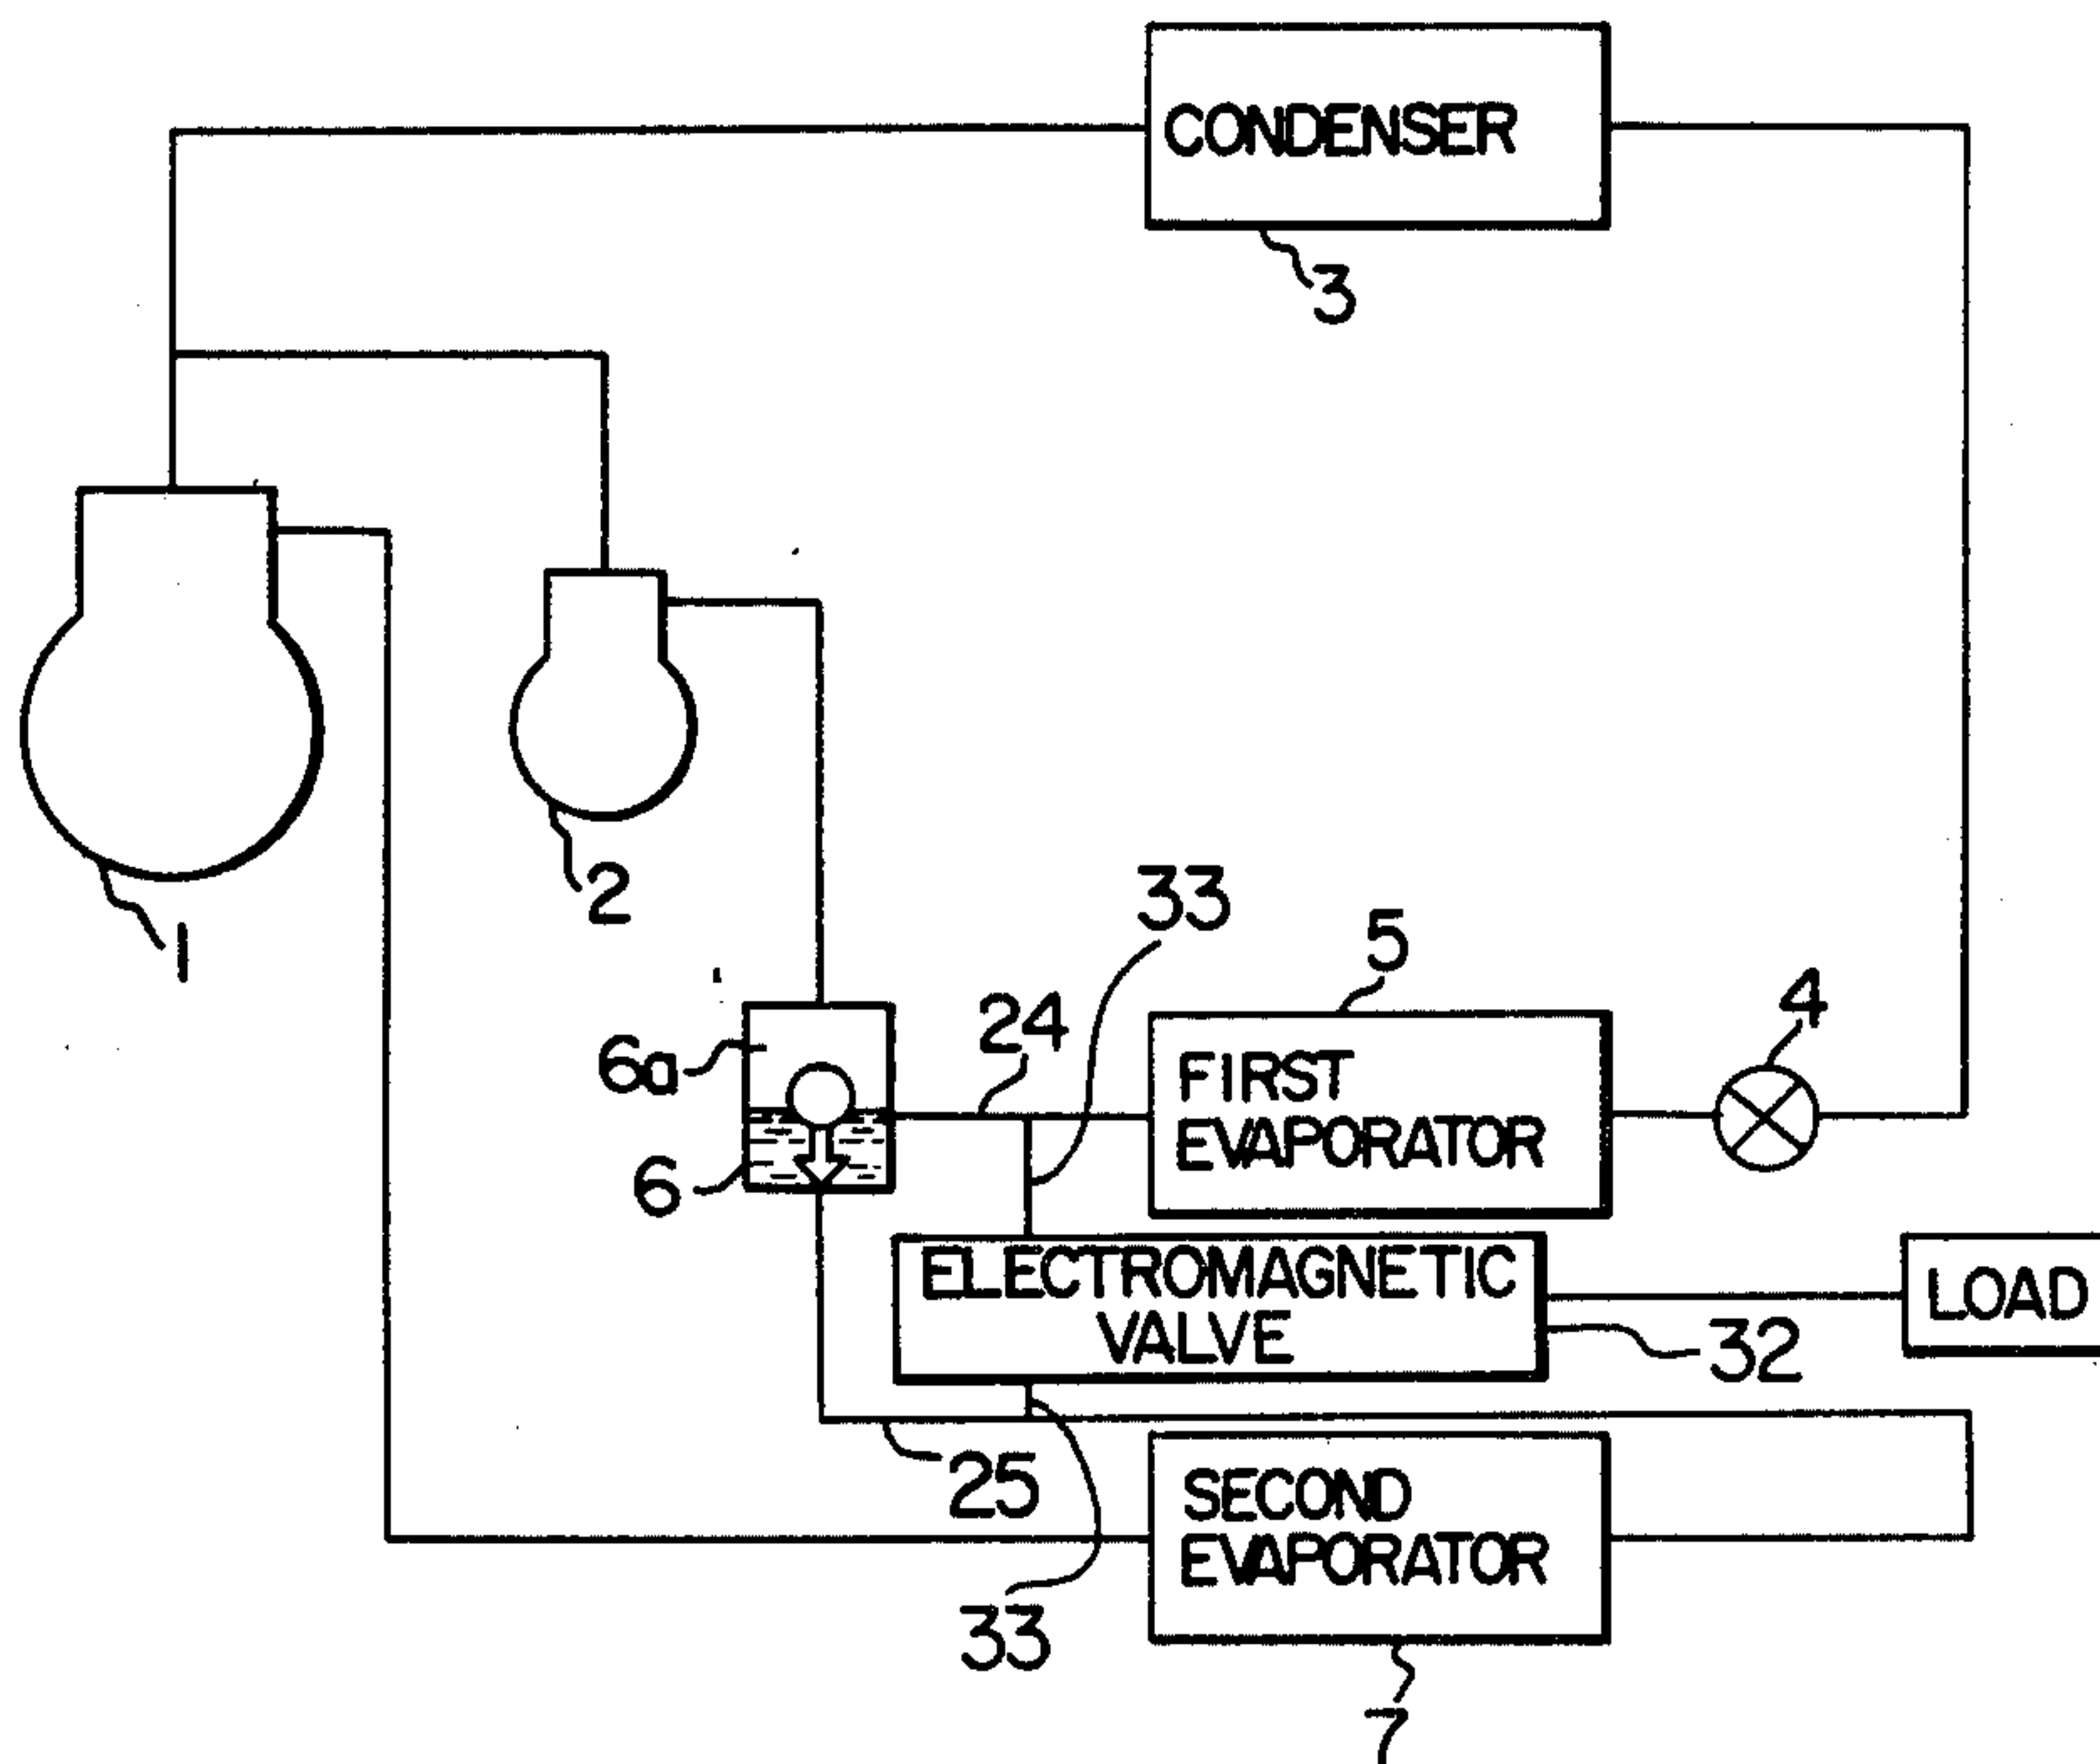 CONDENSER
3
2
1
33
5
4
24
6a
FIRST
EVAPORATOR
6
ELECTROMAGNETIC
VALVE
LOAD
32
25
SECOND
EVAPORATOR
33
7